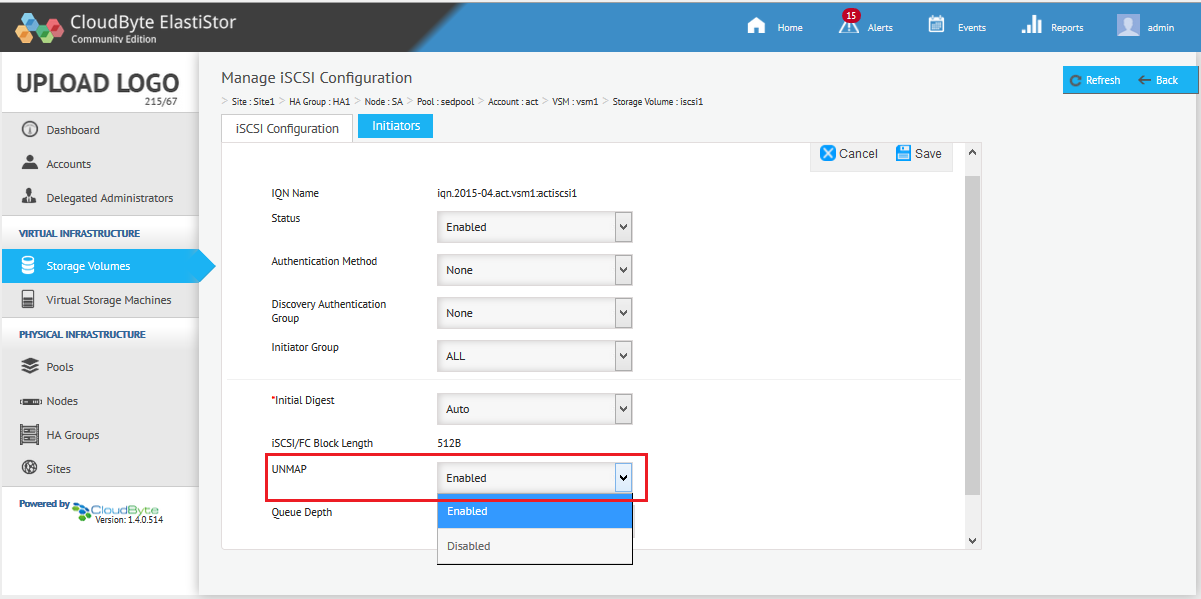 CloudByte ElastiStor
Community Edition
Home
15
Alerts
Events
Reports
admin
UPLOAD LOGO
215/67
Dashboard
Accounts
Delegated Administrators
VIRTUAL INFRASTRUCTURE
Storage Volumes
Virtual Storage Machines
PHYSICAL INFRASTRUCTURE
Pools
Nodes
HA Groups
Sites
Powered by CloudByte
Version: 1.4.0.514
Manage iSCSI Configuration
Refresh
Back
> Site : Site1 > HA Group : HA1 > Node : SA > Pool : sedpool > Account : act > VSM : vsm1 > Storage Volume : iscsi1
iSCSI Configuration
Initiators
Cancel
Save
IQN Name
iqn.2015-04.act.vsm1:actiscsi1
Status
Enabled
Authentication Method
None
Discovery Authentication
Group
None
Initiator Group
ALL
*Initial Digest
Auto
iSCSI/FC Block Length
512B
UNMAP
Enabled
Queue Depth
Enabled
Disabled